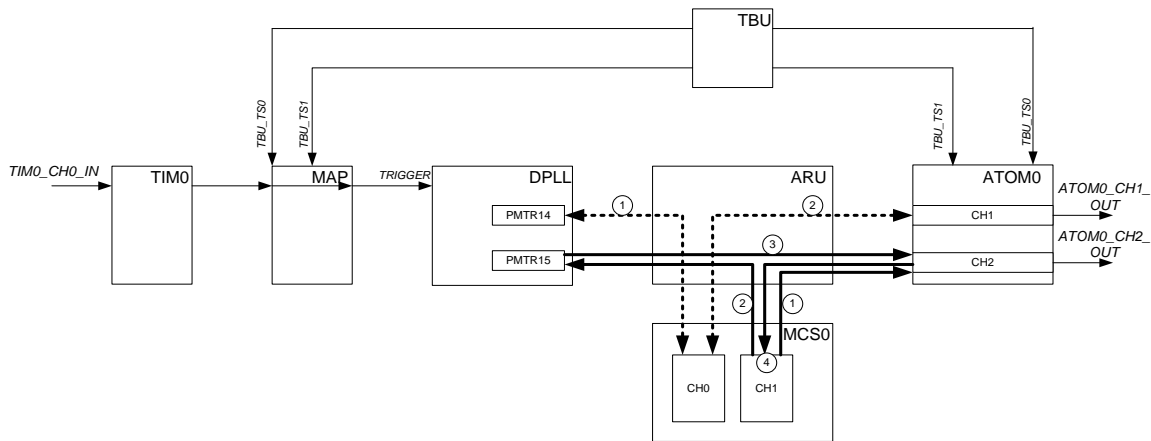 TBU
TBU_TS0
TBU_TS1
TBU_TS1
TBU_TS0
TIM0_CH0_IN
TIM0
MAP
TRIGGER
DPLL
ARU
ATOM0
ATOM0_CH1_
OUT
PMTR14
1
2
CH1
3
ATOM0_CH2_
OUT
PMTR15
CH2
2
1
MCS0
4
CH0
CH1